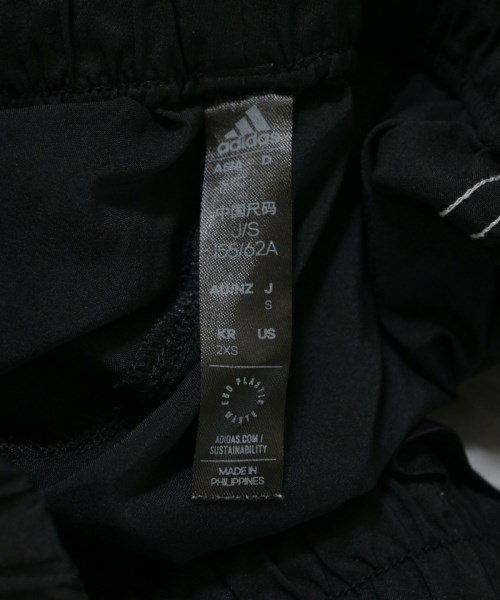 adidas
ASIA D
中国尺码
J/S
155/62A
AU/NZ J
S
KR US
2XS
END PLASTIC WASTE
ADIDAS.COM/
SUSTAINABILITY
MADE IN
PHILIPPINES